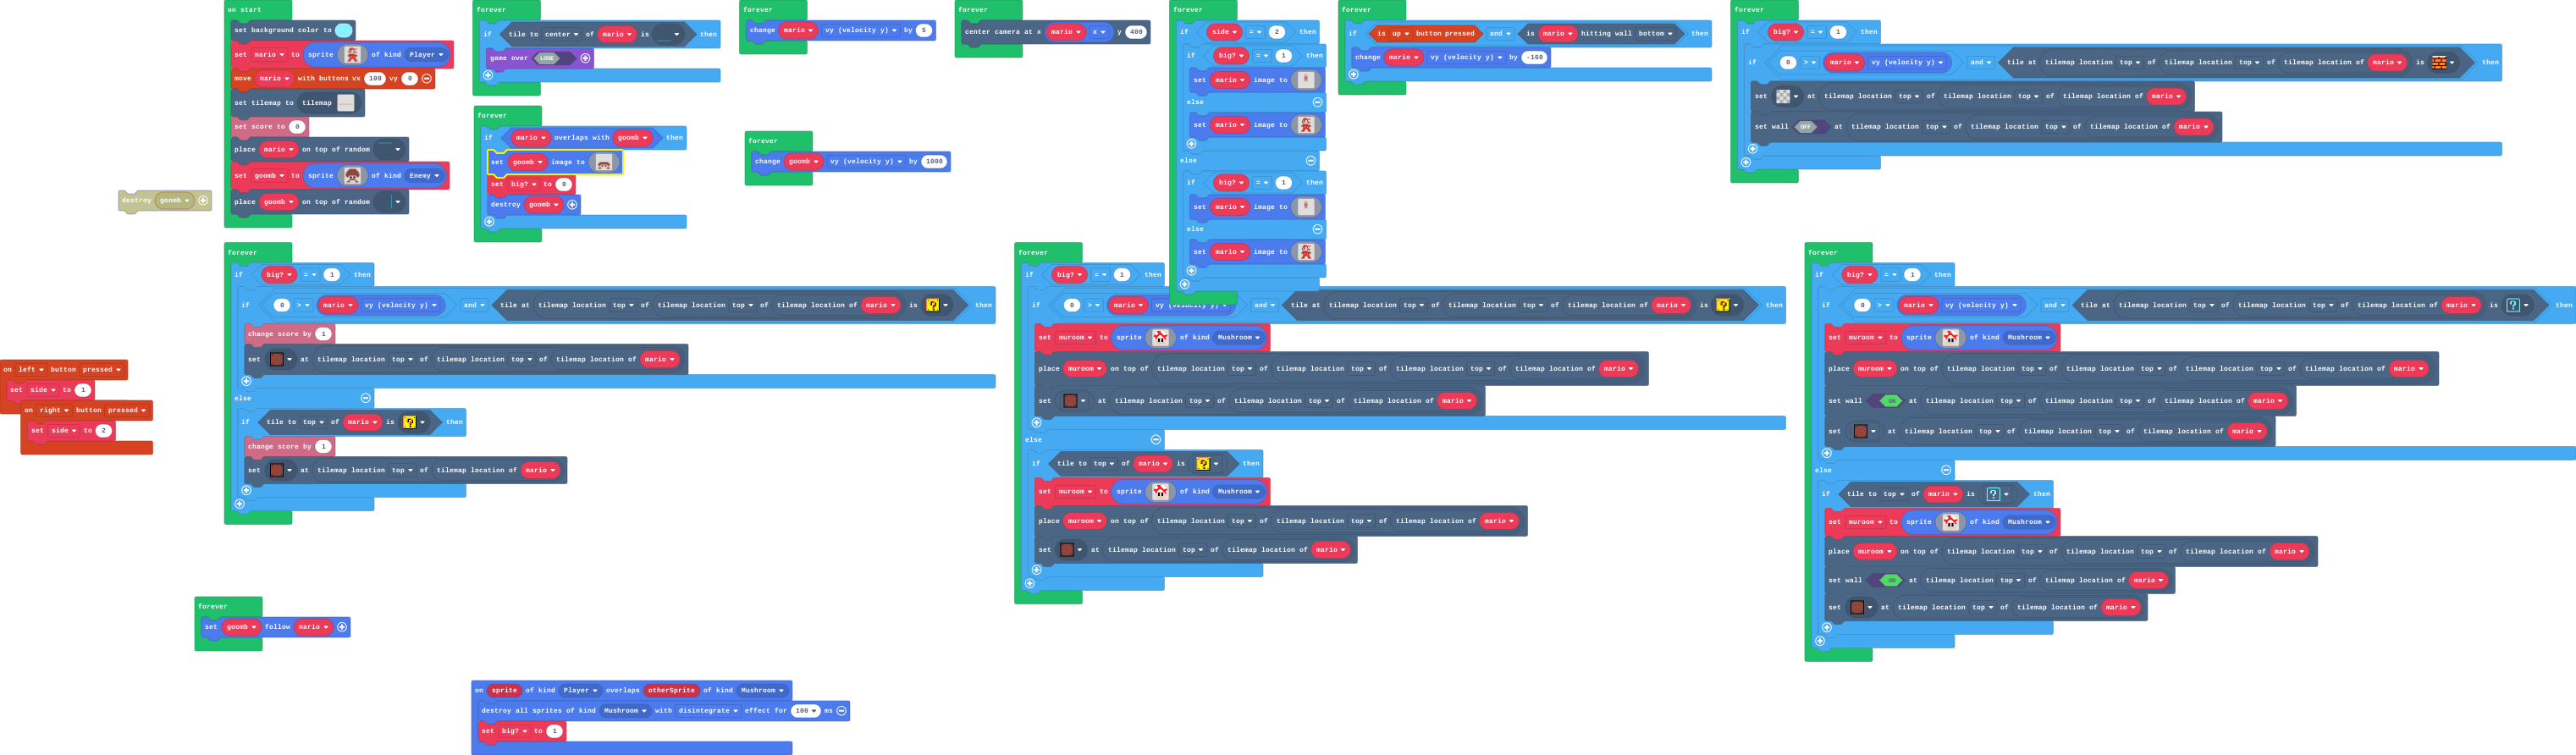 on start
set background color to
set mario to sprite of kind Player
move mario with buttons vx 100 vy 0
set tilemap to tilemap
set score to 0
place mario on top of random
set goomb to sprite of kind Enemy
place goomb on top of random
destroy goomb
forever
if tile to center of mario is then
game over LOSE
forever
if mario overlaps with goomb then
set goomb image to
set big? to 0
destroy goomb
forever
change mario vy (velocity y) by 5
forever
change goomb vy (velocity y) by 1000
forever
center camera at x mario x y 400
forever
if side = 2 then
if big? = 1 then
set mario image to
else
set mario image to
else
if big? = 1 then
set mario image to
else
set mario image to
forever
if is up button pressed and is mario hitting wall bottom then
change mario vy (velocity y) by -160
forever
if big? = 1 then
if 0 > mario vy (velocity y) and tile at tilemap location top of tilemap location top of tilemap location of mario is then
set at tilemap location top of tilemap location top of tilemap location of mario
set wall OFF at tilemap location top of tilemap location top of tilemap location of mario
forever
if big? = 1 then
if 0 > mario vy (velocity y) and tile at tilemap location top of tilemap location top of tilemap location of mario is ? then
change score by 1
set at tilemap location top of tilemap location top of tilemap location of mario
else
if tile to top of mario is ? then
change score by 1
set at tilemap location top of tilemap location of mario
on left button pressed
set side to 1
on right button pressed
set side to 2
forever
if big? = 1 then
if 0 > mario vy (velocity y) and tile at tilemap location top of tilemap location top of tilemap location of mario is ? then
set muroom to sprite of kind Mushroom
place muroom on top of tilemap location top of tilemap location top of tilemap location top of tilemap location of mario
set at tilemap location top of tilemap location top of tilemap location of mario
else
if tile to top of mario is ? then
set muroom to sprite of kind Mushroom
place muroom on top of tilemap location top of tilemap location top of tilemap location of mario
set at tilemap location top of tilemap location of mario
forever
if big? = 1 then
if 0 > mario vy (velocity y) and tile at tilemap location top of tilemap location top of tilemap location of mario is ? then
set muroom to sprite of kind Mushroom
place muroom on top of tilemap location top of tilemap location top of tilemap location top of tilemap location of mario
set wall ON at tilemap location top of tilemap location top of tilemap location of mario
set at tilemap location top of tilemap location top of tilemap location of mario
else
if tile to top of mario is ? then
set muroom to sprite of kind Mushroom
place muroom on top of tilemap location top of tilemap location top of tilemap location of mario
set wall ON at tilemap location top of tilemap location of mario
set at tilemap location top of tilemap location of mario
forever
set goomb follow mario
on sprite of kind Player overlaps otherSprite of kind Mushroom
destroy all sprites of kind Mushroom with disintegrate effect for 100 ms
set big? to 1